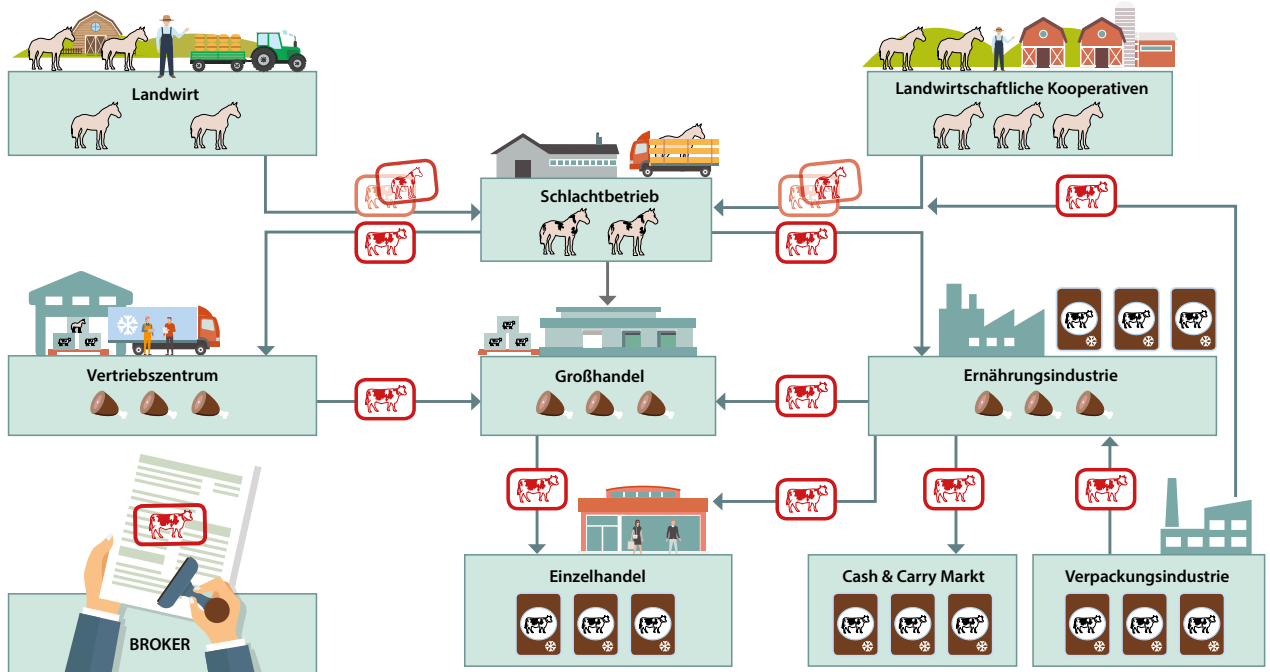 Landwirt
Landwirtschaftliche Kooperativen
Schlachtbetrieb
Vertriebszentrum
Großhandel
Ernährungsindustrie
Einzelhandel
Cash & Carry Markt
Verpackungsindustrie
BROKER